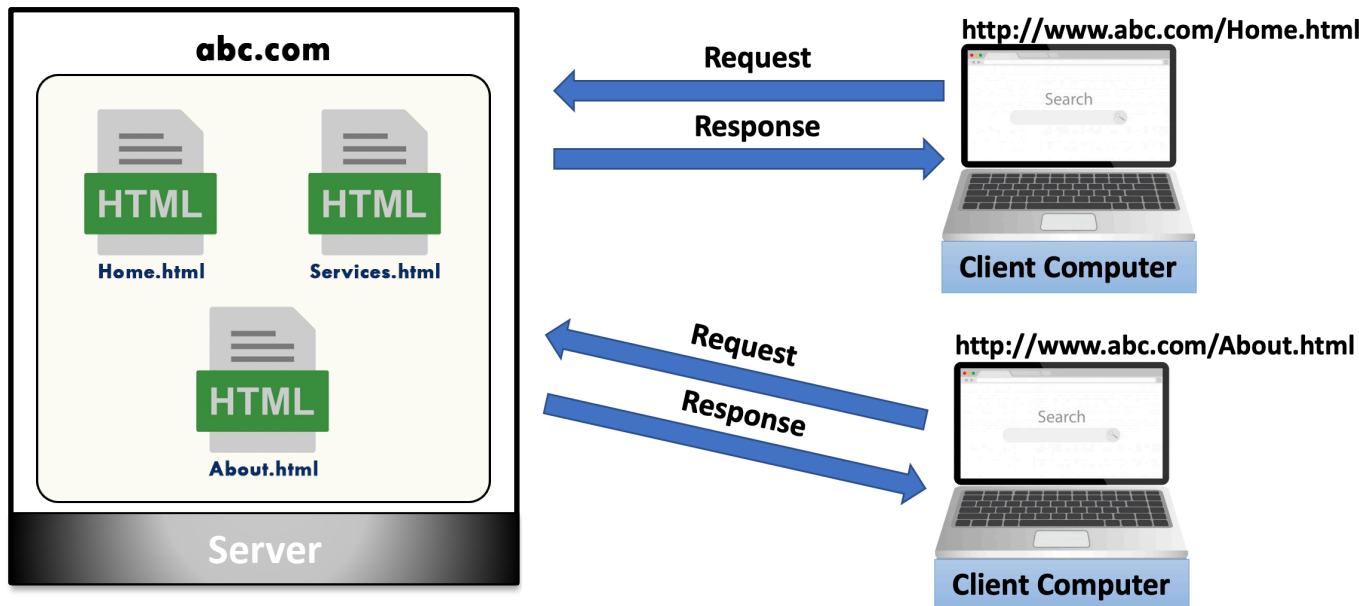 abc.com
HTML
Home.html
HTML
Services.html
HTML
About.html
Server
Request
Response
http://www.abc.com/Home.html
Search
Client Computer
Request
Response
http://www.abc.com/About.html
Search
Client Computer